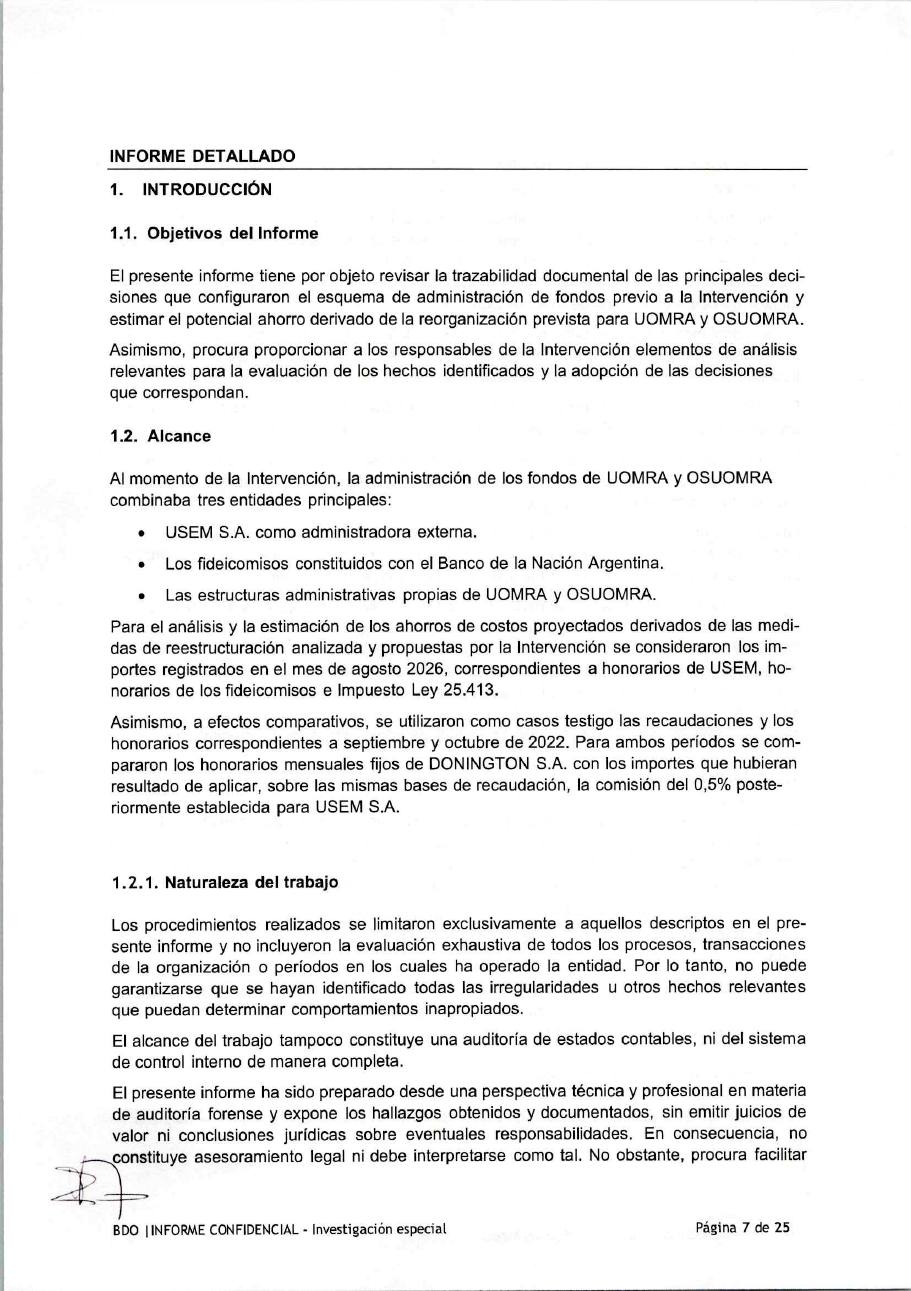 INFORME DETALLADO
1. INTRODUCCIÓN
1.1. Objetivos del Informe
El presente informe tiene por objeto revisar la trazabilidad documental de las principales deci-
siones que configuraron el esquema de administración de fondos previo a la Intervención y
estimar el potencial ahorro derivado de la reorganización prevista para UOMRA y OSUOMRA.
Asimismo, procura proporcionar a los responsables de la Intervención elementos de análisis
relevantes para la evaluación de los hechos identificados y la adopción de las decisiones
que correspondan.
1.2. Alcance
Al momento de la Intervención, la administración de los fondos de UOMRA y OSUOMRA
combinaba tres entidades principales:
• USEM S.A. como administradora externa.
• Los fideicomisos constituidos con el Banco de la Nación Argentina.
• Las estructuras administrativas propias de UOMRA y OSUOMRA.
Para el análisis y la estimación de los ahorros de costos proyectados derivados de las medi-
das de reestructuración analizada y propuestas por la Intervención se consideraron los im-
portes registrados en el mes de agosto 2026, correspondientes a honorarios de USEM, ho-
norarios de los fideicomisos e Impuesto Ley 25.413.
Asimismo, a efectos comparativos, se utilizaron como casos testigo las recaudaciones y los
honorarios correspondientes a septiembre y octubre de 2022. Para ambos períodos se com-
pararon los honorarios mensuales fijos de DONINGTON S.A. con los importes que hubieran
resultado de aplicar, sobre las mismas bases de recaudación, la comisión del 0,5% poste-
riormente establecida para USEM S.A.
1.2.1. Naturaleza del trabajo
Los procedimientos realizados se limitaron exclusivamente a aquellos descriptos en el pre-
sente informe y no incluyeron la evaluación exhaustiva de todos los procesos, transacciones
de la organización o períodos en los cuales ha operado la entidad. Por lo tanto, no puede
garantizarse que se hayan identificado todas las irregularidades u otros hechos relevantes
que puedan determinar comportamientos inapropiados.
El alcance del trabajo tampoco constituye una auditoría de estados contables, ni del sistema
de control interno de manera completa.
El presente informe ha sido preparado desde una perspectiva técnica y profesional en materia
de auditoría forense y expone los hallazgos obtenidos y documentados, sin emitir juicios de
valor ni conclusiones jurídicas sobre eventuales responsabilidades. En consecuencia, no
constituye asesoramiento legal ni debe interpretarse como tal. No obstante, procura facilitar
BDO | INFORME CONFIDENCIAL - Investigación especial
Página 7 de 25